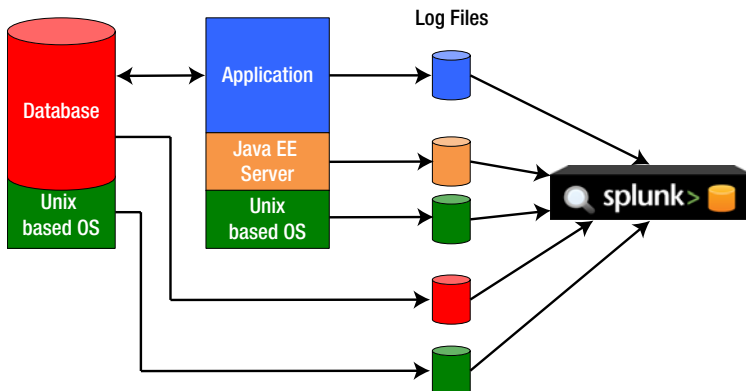 Log Files
Database
Application
Java EE
Server
Unix
based OS
Unix
based OS
splunk>